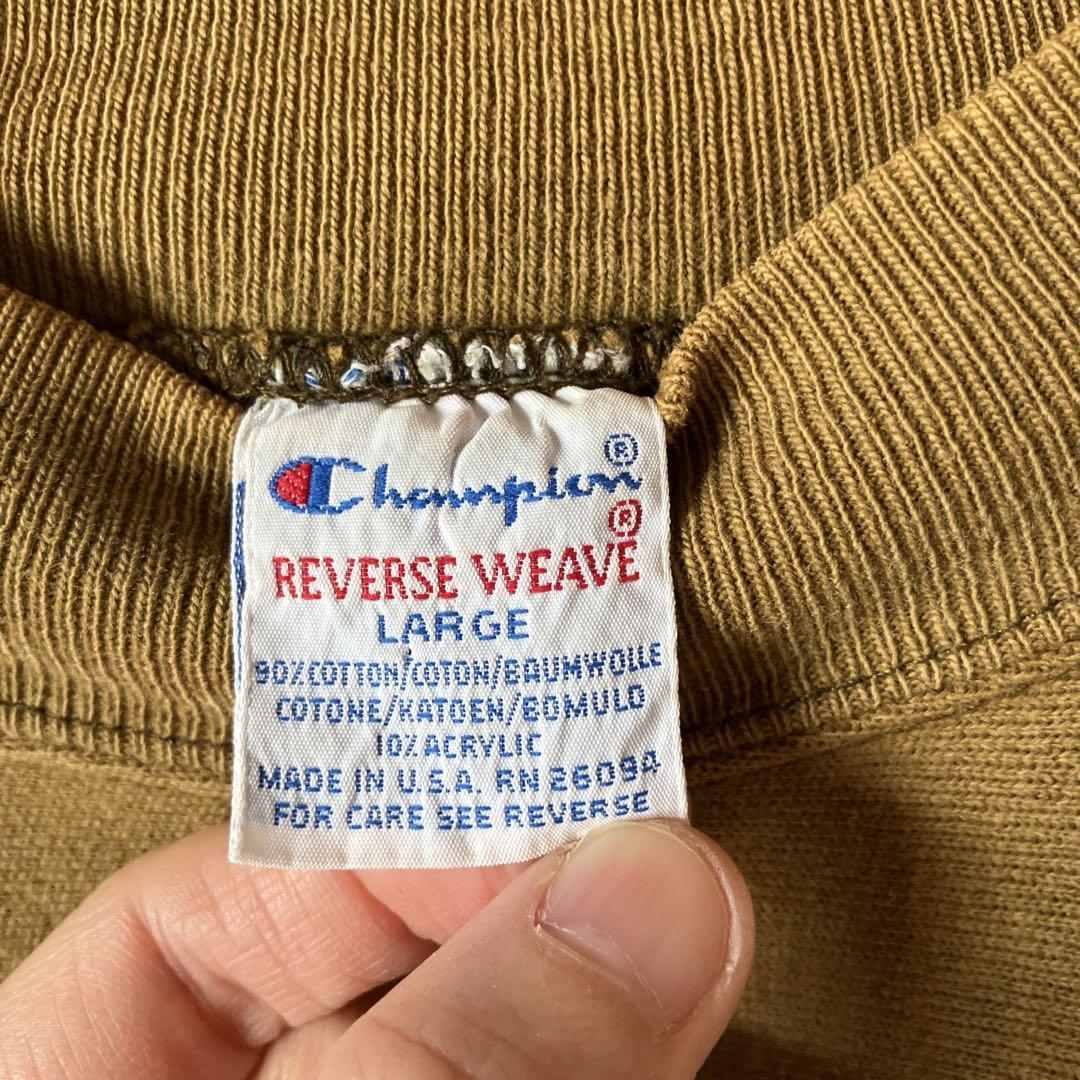 Champion®
REVERSE WEAVE®
LARGE
90% COTTON/COTON/BAUMWOLLE
COTONE/KATOEN/BOMULD
10% ACRYLIC
MADE IN U.S.A. RN 26094
FOR CARE SEE REVERSE